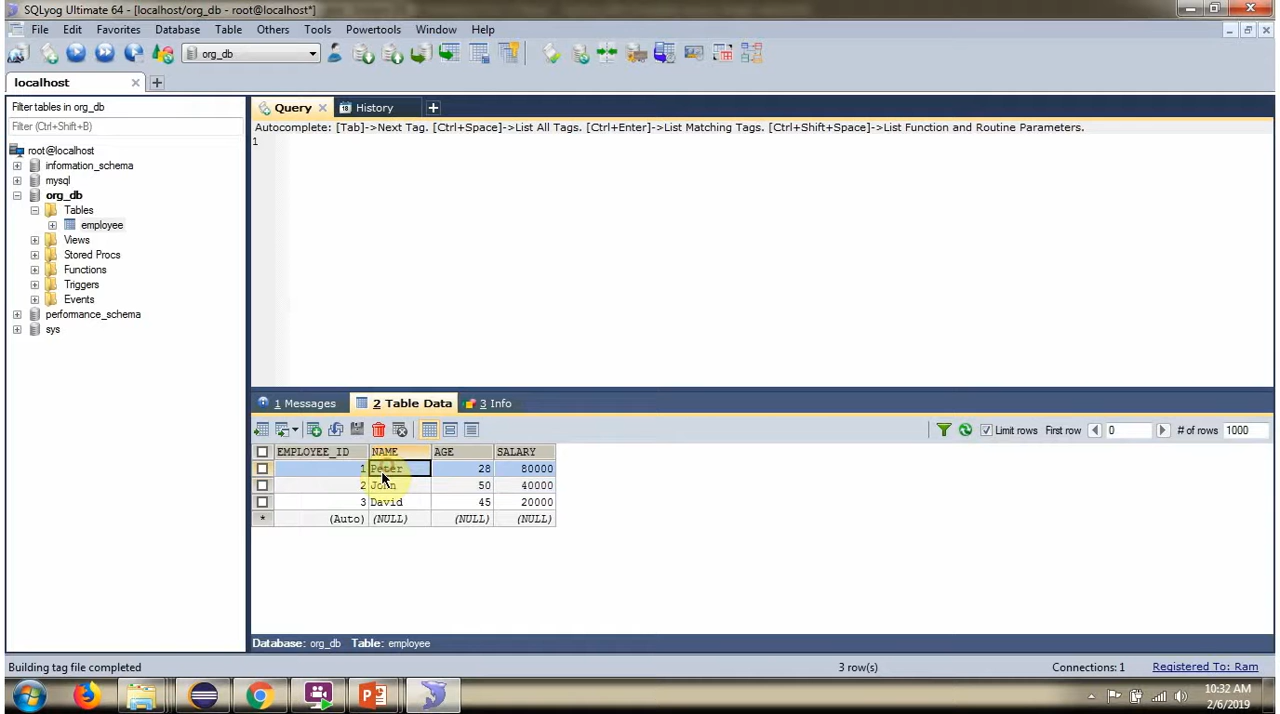 SQLyog Ultimate 64 - [localhost/org_db - root@localhost*]
File Edit Favorites Database Table Others Tools Powertools Window Help
org_db
localhost
Filter tables in org_db
Filter (Ctrl+Shift+B)
root@localhost
information_schema
mysql
org_db
Tables
employee
Views
Stored Procs
Functions
Triggers
Events
performance_schema
sys
Query History
Autocomplete: [Tab]->Next Tag. [Ctrl+Space]->List All Tags. [Ctrl+Enter]->List Matching Tags. [Ctrl+Shift+Space]->List Function and Routine Parameters.
1
1 Messages 2 Table Data 3 Info
Limit rows First row 0 # of rows 1000
EMPLOYEE_ID NAME AGE SALARY
1 Peter 28 80000
2 John 50 40000
3 David 45 20000
* (Auto) (NULL) (NULL) (NULL)
Database: org_db Table: employee
Building tag file completed 3 row(s) Connections: 1 Registered To: Ram
10:32 AM
2/6/2019